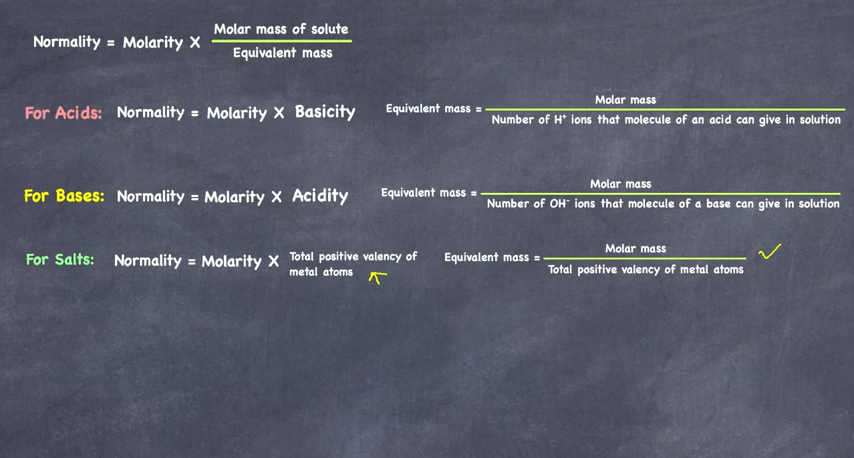 Normality = Molarity X Molar mass of solute
Equivalent mass
For Acids: Normality = Molarity X Basicity Equivalent mass = Molar mass
Number of H⁺ ions that molecule of an acid can give in solution
For Bases: Normality = Molarity X Acidity Equivalent mass = Molar mass
Number of OH⁻ ions that molecule of a base can give in solution
For Salts: Normality = Molarity X Total positive valency of
metal atoms
Equivalent mass = Molar mass
Total positive valency of metal atoms